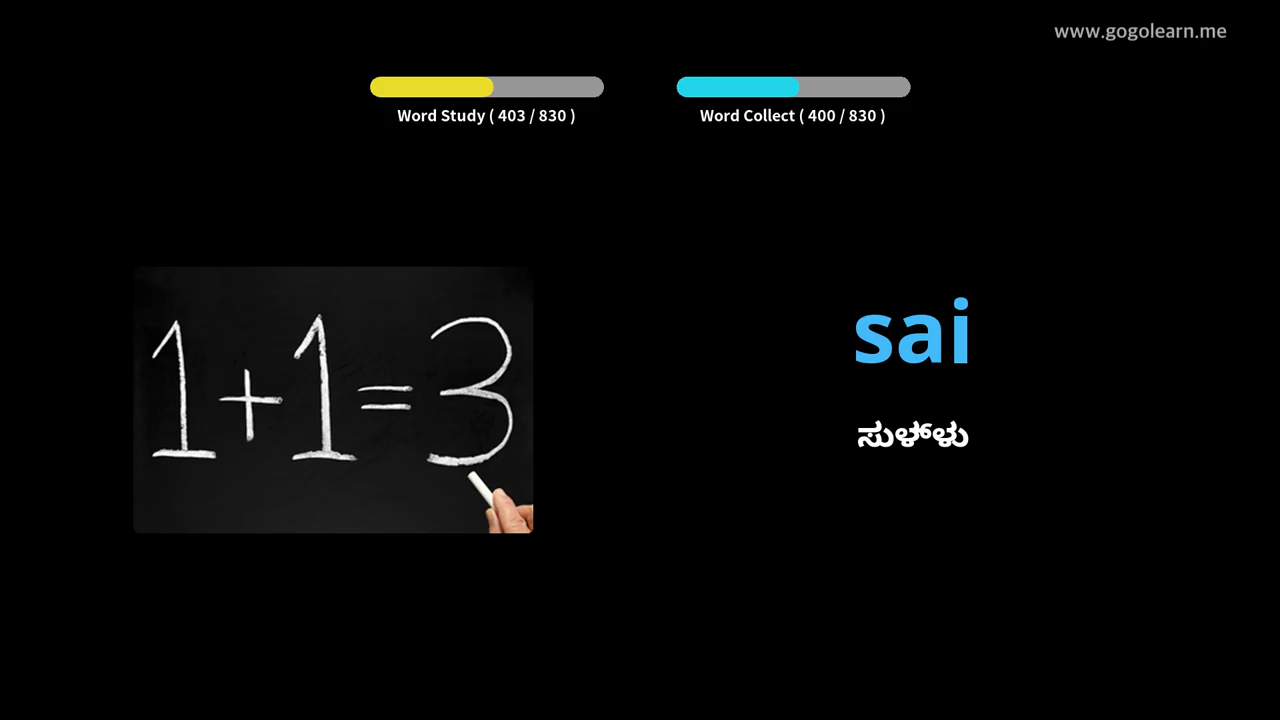 www.gogolearn.me
Word Study ( 403 / 830 )
Word Collect ( 400 / 830 )
1+1=3
sai
ಸುಳ್ಳು